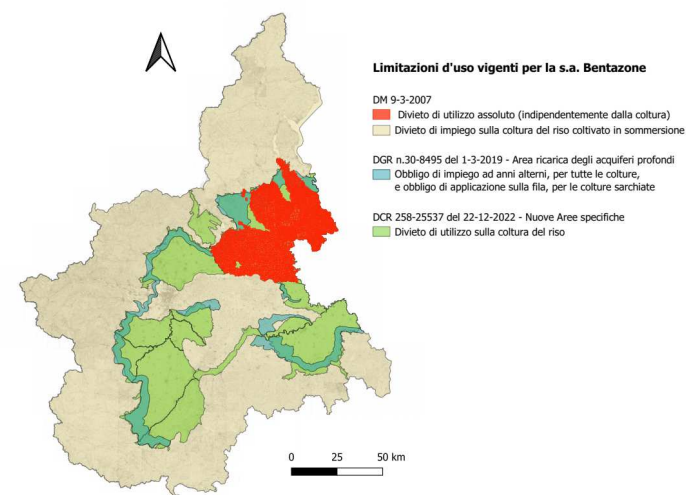 Limitazioni d'uso vigenti per la s.a. Bentazone
DM 9-3-2007
Divieto di utilizzo assoluto (indipendentemente dalla coltura)
Divieto di impiego sulla coltura del riso coltivato in sommersione
DGR n.30-8495 del 1-3-2019 - Area ricarica degli acquiferi profondi
Obbligo di impiego ad anni alterni, per tutte le colture,
e obbligo di applicazione sulla fila, per le colture sarchiate
DCR 258-25537 del 22-12-2022 - Nuove Aree specifiche
Divieto di utilizzo sulla coltura del riso
0 25 50 km